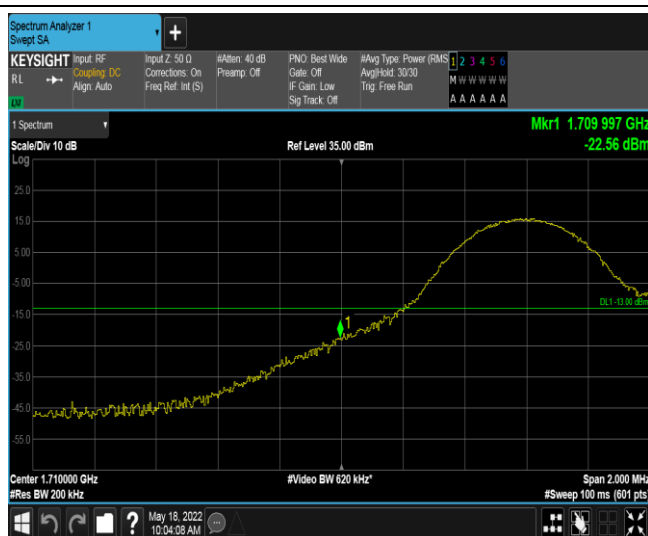 Spectrum Analyzer 1
Swept SA
+
KEYSIGHT
RL
LXI
Input: RF
Coupling: DC
Align: Auto
Input Z: 50 Ω
Corrections: On
Freq Ref: Int (S)
#Atten: 40 dB
Preamp: Off
PNO: Best Wide
Gate: Off
IF Gain: Low
Sig Track: Off
#Avg Type: Power (RMS
Avg|Hold: 30/30
Trig: Free Run
1 2 3 4 5 6
M W W W W W
A A A A A A
1 Spectrum
Mkr1 1.709 997 GHz
Scale/Div 10 dB
Ref Level 35.00 dBm
-22.56 dBm
Log
25.0
15.0
5.00
-5.00
DL1 -13.00 dBm
-15.0
1
-25.0
-35.0
-45.0
-55.0
Center 1.710000 GHz
#Video BW 620 kHz*
Span 2.000 MHz
#Res BW 200 kHz
#Sweep 100 ms (601 pts)
?
May 18, 2022
10:04:08 AM